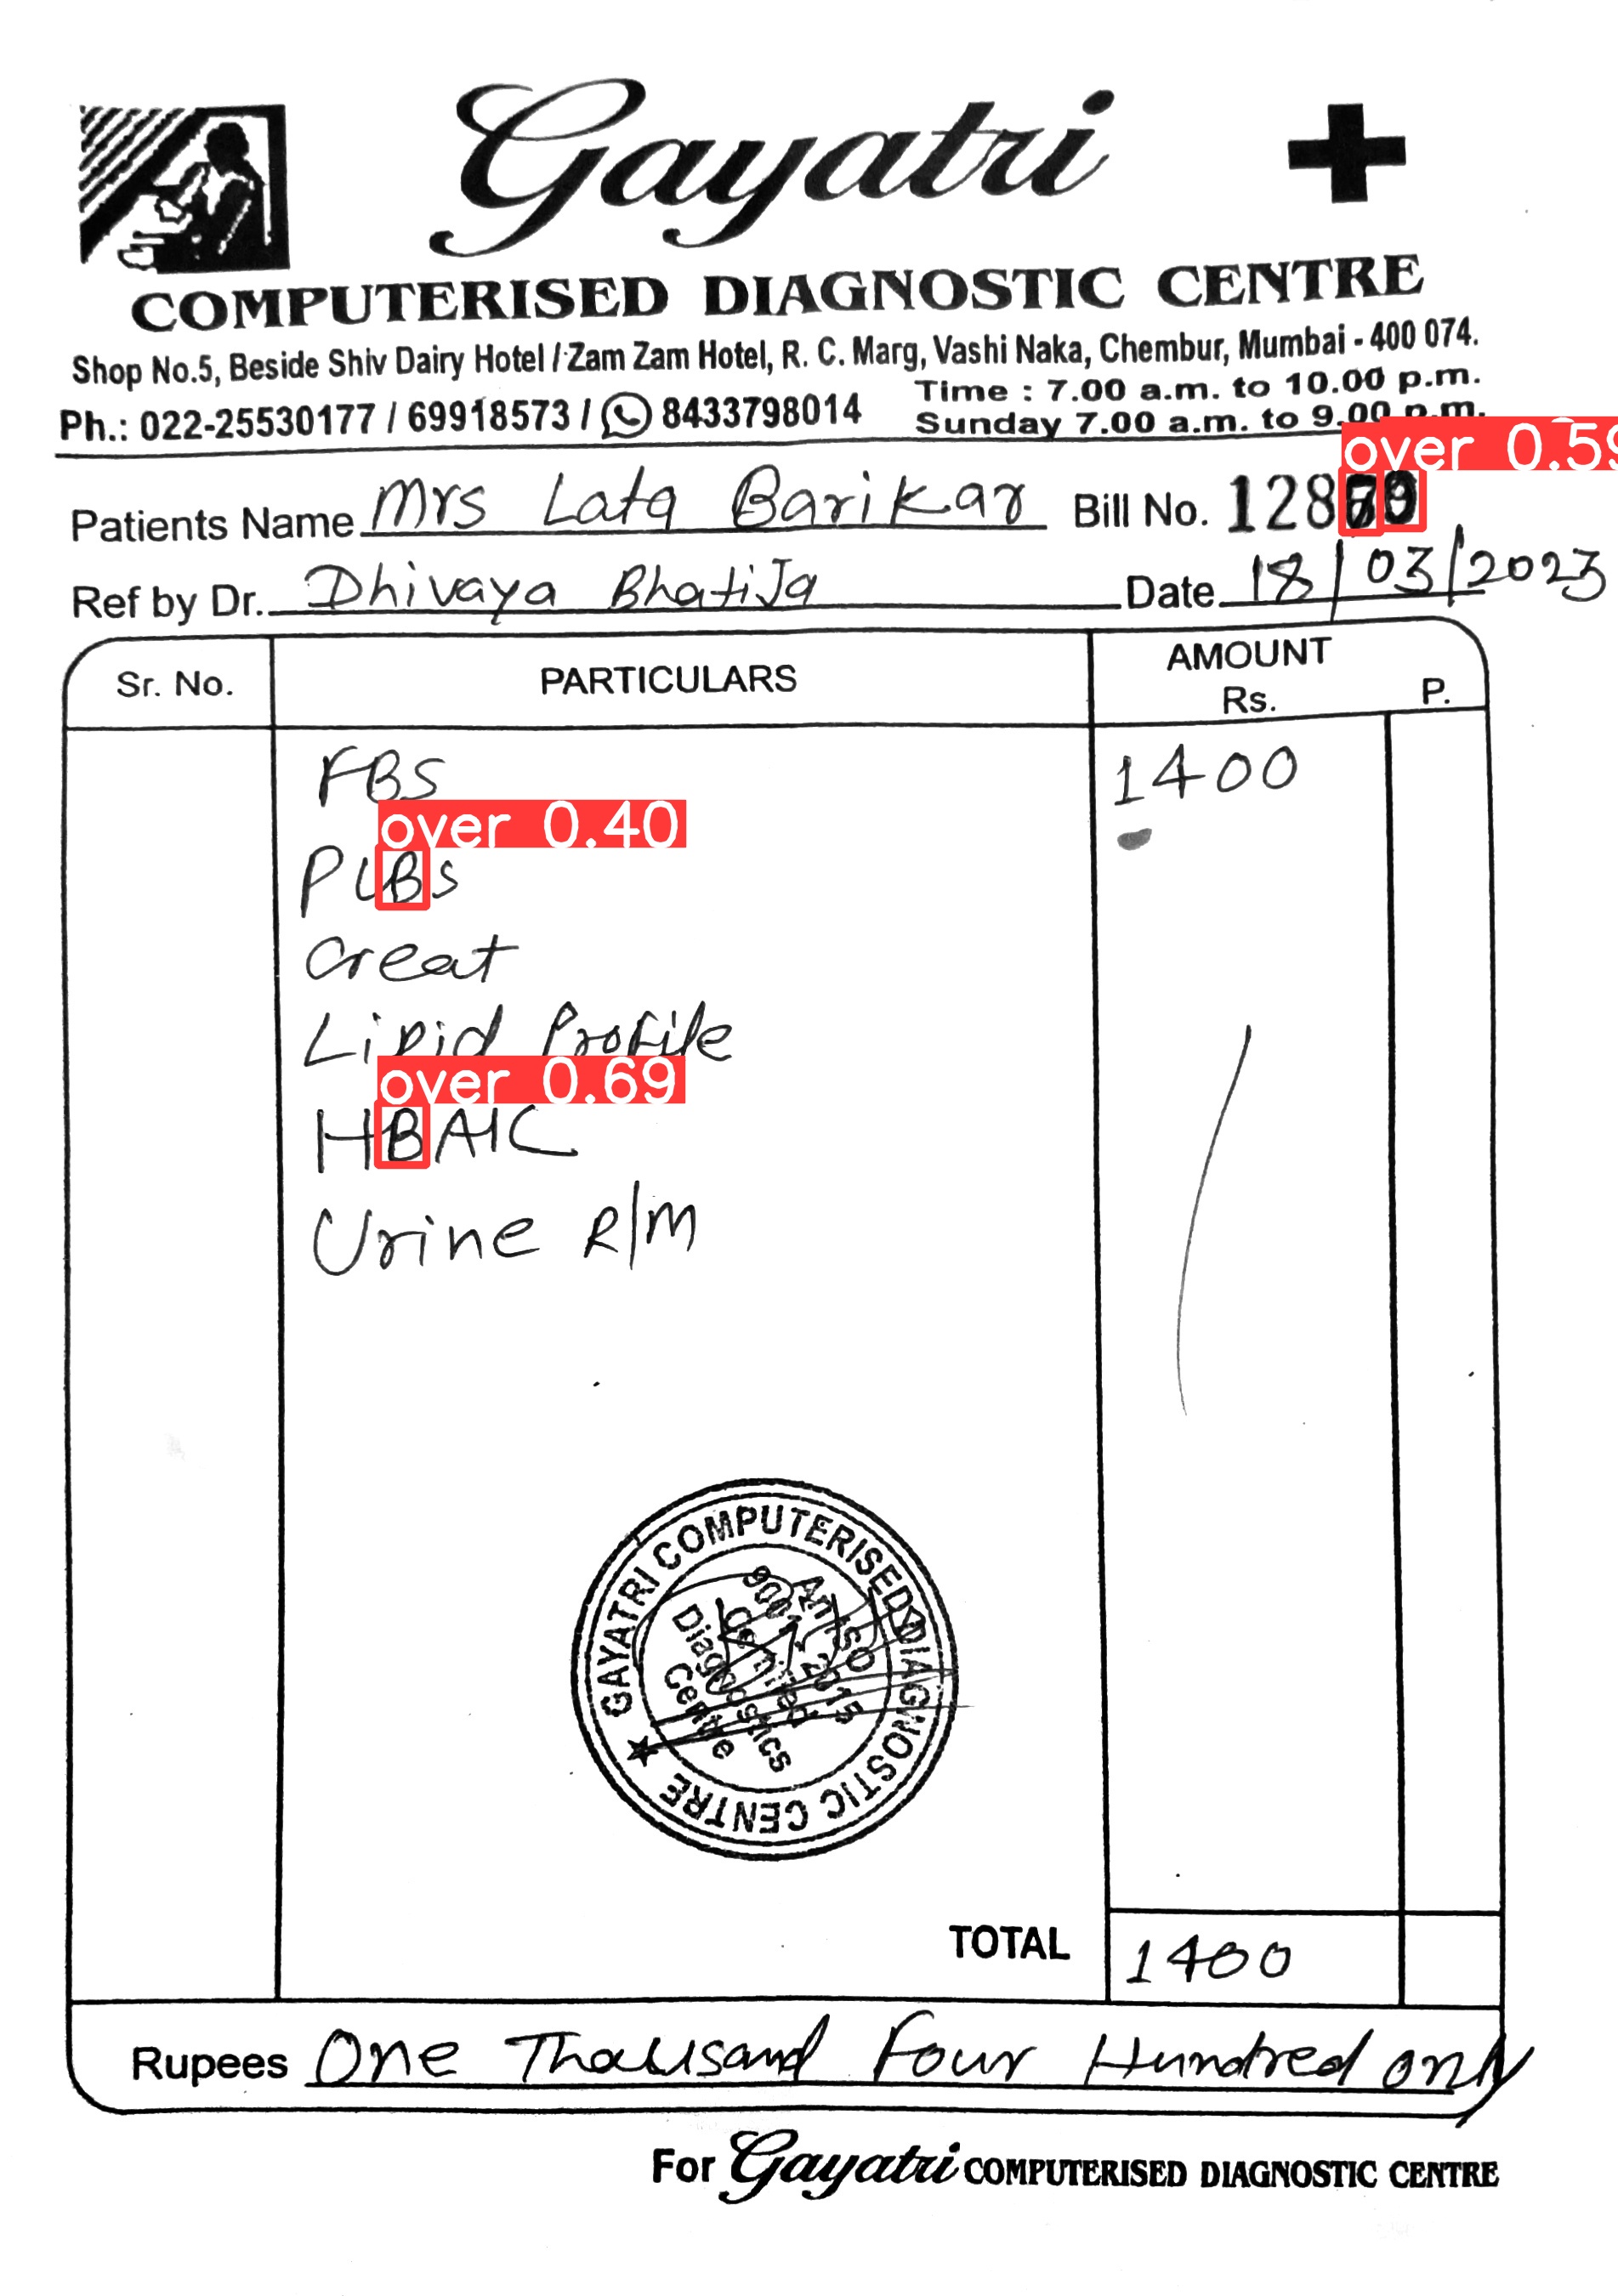 Gayatri
COMPUTERISED DIAGNOSTIC CENTRE
Shop No.5, Beside Shiv Dairy Hotel / Zam Zam Hotel, R. C. Marg, Vashi Naka, Chembur, Mumbai - 400 074.
Time : 7.00 a.m. to 10.00 p.m.
Ph.: 022-25530177 / 69918573 / 8433798014
Sunday 7.00 a.m. to 9.00 p.m.
over 0.59
Patients Name Mrs Lata Barikar Bill No.
Ref by Dr. Dhivaya Bhatija Date 18/03/2023
Sr. No. PARTICULARS AMOUNT Rs. P.
FBS 1400
over 0.40
PLBS
Creat
Lipid Profile
over 0.69
HBAIC
Urine R/M
GAYATRI COMPUTERISED DIAGNOSTIC CENTRE
An ISO
9001:2015
Certified
Diagnostics
Centre
TOTAL 1400
Rupees One Thousand Four Hundred only
For Gayatri COMPUTERISED DIAGNOSTIC CENTRE